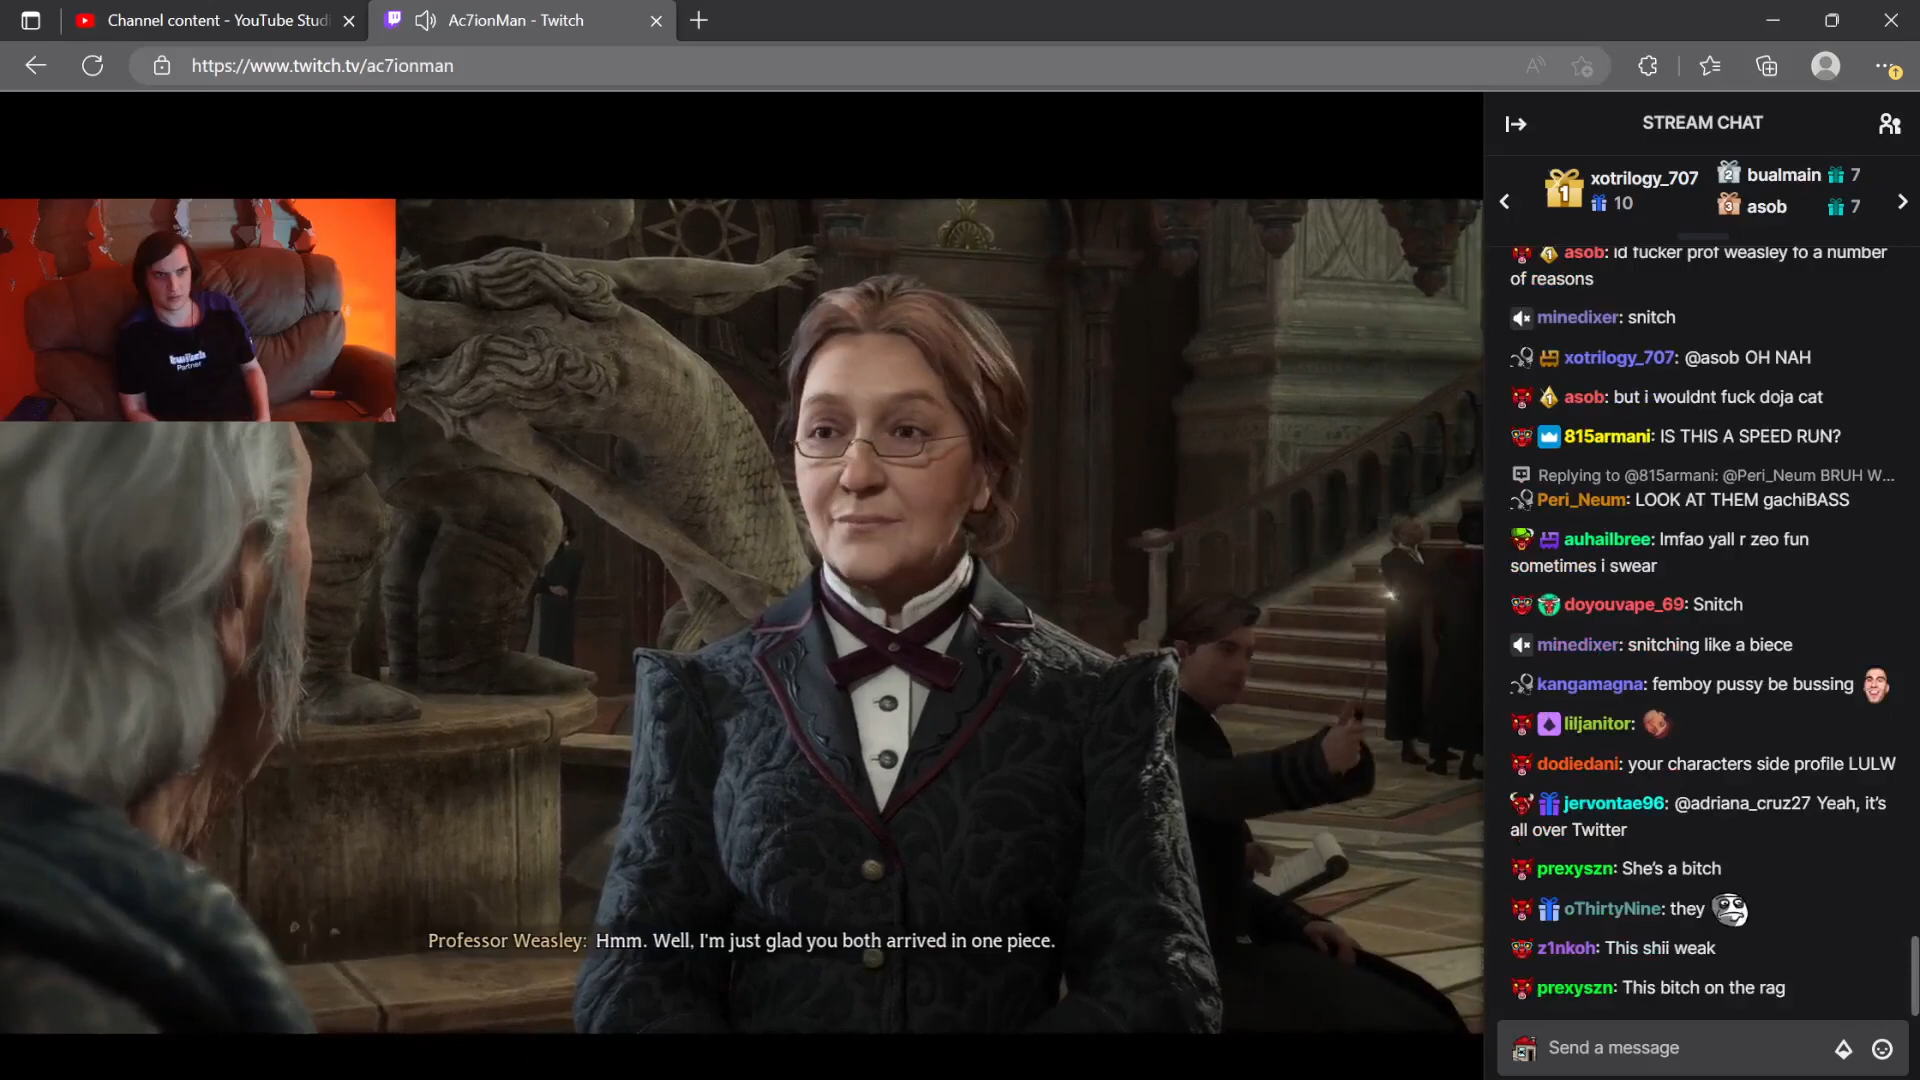 Channel content - YouTube Studi
Ac7ionMan - Twitch
https://www.twitch.tv/ac7ionman
STREAM CHAT
1 xotrilogy_707
10
2 bualmain 7
3 asob 7
asob: id fucker prof weasley fo a number
of reasons
minedixer: snitch
xotrilogy_707: @asob OH NAH
asob: but i wouldnt fuck doja cat
815armani: IS THIS A SPEED RUN?
Replying to @815armani: @Peri_Neum BRUH W...
Peri_Neum: LOOK AT THEM gachiBASS
auhailbree: lmfao yall r zeo fun
sometimes i swear
doyouvape_69: Snitch
minedixer: snitching like a biece
kangamagna: femboy pussy be bussing
liljanitor:
dodiedani: your characters side profile LULW
jervontae96: @adriana_cruz27 Yeah, it's
all over Twitter
prexyszn: She's a bitch
oThirtyNine: they
z1nkoh: This shii weak
prexyszn: This bitch on the rag
Send a message
Partner
Professor Weasley: Hmm. Well, I'm just glad you both arrived in one piece.